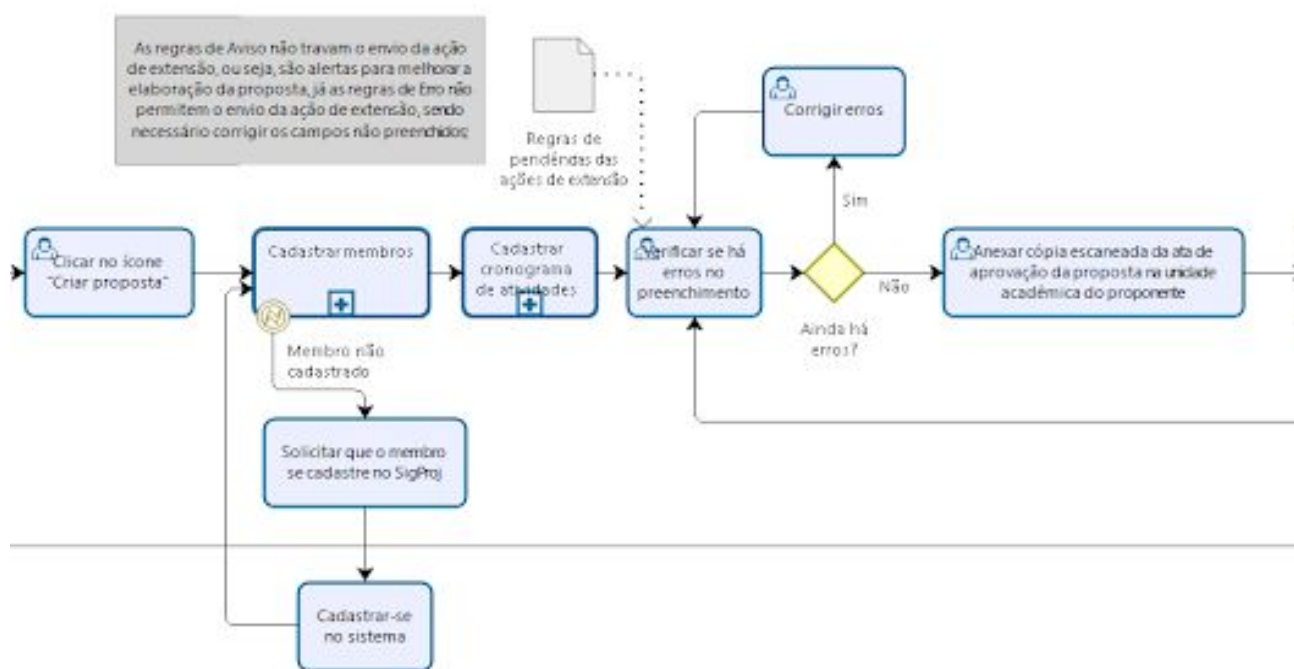 As regras de Aviso não travam o envio da ação
de extensão, ou seja, são alertas para melhorar a
elaboração da proposta, já as regras de Erro não
permitem o envio da ação de extensão, sendo
necessário corrigir os campos não preenchidos;
Regras de
pendências das
ações de extensão
Corrigir erros
Sim
Clicar no ícone
"Criar proposta"
Cadastrar membros
Cadastrar
cronograma
de atividades
Verificar se há
erros no
preenchimento
Ainda há
erros?
Não
Anexar cópia escaneada da ata de
aprovação da proposta na unidade
acadêmica do proponente
Membro não
cadastrado
Solicitar que o membro
se cadastre no SigProj
Cadastrar-se
no sistema